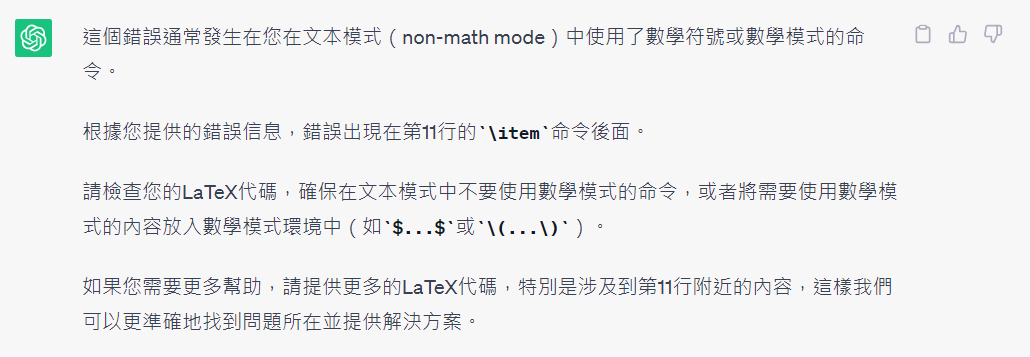 這個錯誤通常發生在您在文本模式（non-math mode）中使用了數學符號或數學模式的命
令。
根據您提供的錯誤信息，錯誤出現在第11行的`\item`命令後面。
請檢查您的LaTeX代碼，確保在文本模式中不要使用數學模式的命令，或者將需要使用數學模
式的內容放入數學模式環境中（如`$...$`或`\(...\)`）。
如果您需要更多幫助，請提供更多的LaTeX代碼，特別是涉及到第11行附近的內容，這樣我們
可以更準確地找到問題所在並提供解決方案。